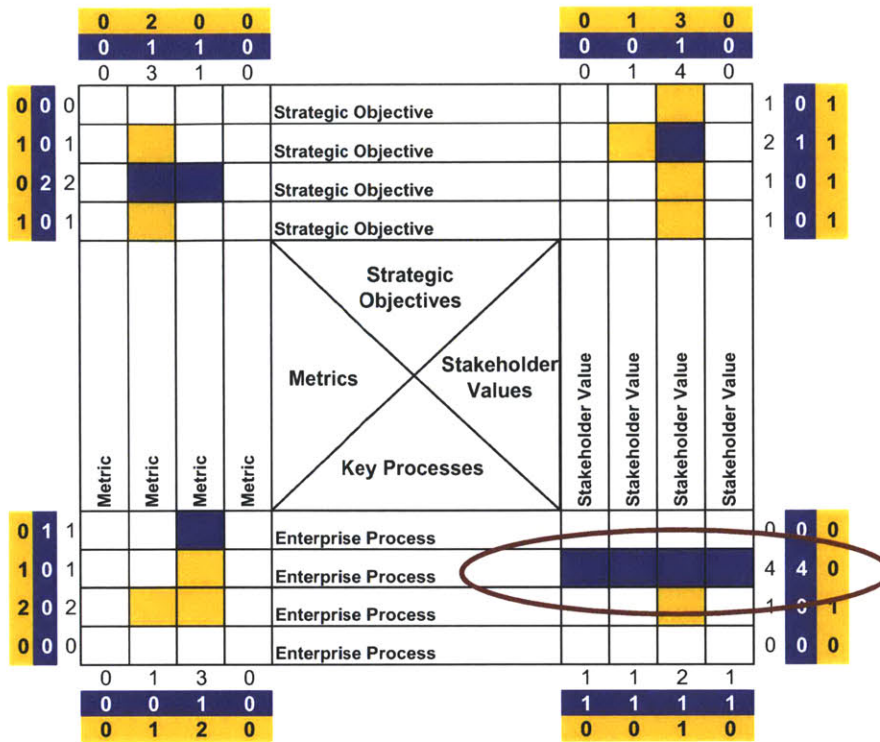 0 2 0 0 0 1 3 0
0 1 1 0 0 0 1 0
0 3 1 0 0 1 4 0
0 0 0 Strategic Objective 1 0 1
1 0 1 Strategic Objective 2 1 1
0 2 2 Strategic Objective 1 0 1
1 0 1 Strategic Objective 1 0 1
Strategic
Objectives
Metrics
Stakeholder
Values
Key Processes
Metric
Metric
Metric
Metric
Stakeholder Value
Stakeholder Value
Stakeholder Value
Stakeholder Value
0 1 1 Enterprise Process 0 0 0
1 0 1 Enterprise Process 4 4 0
2 0 2 Enterprise Process 1 0 1
0 0 0 Enterprise Process 0 0 0
0 1 3 0 1 1 2 1
0 0 1 0 1 1 1 1
0 1 2 0 0 0 1 0